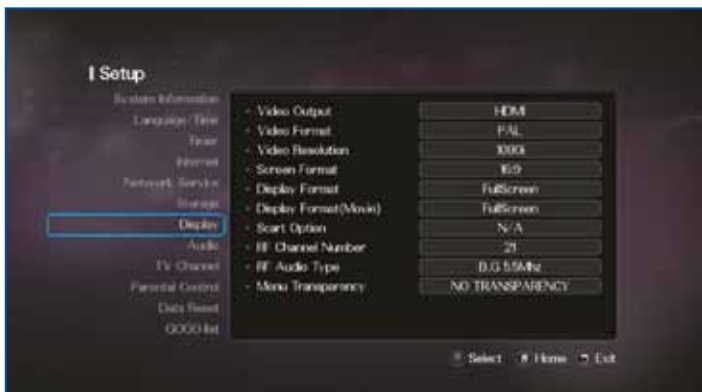 Setup
System Information
Language/Time
Timer
Internet
Network Service
Storage
Display
Audio
TV Channel
Parental Control
Data Reset
GOGO list
- Video Output HDMI
- Video Format PAL
- Video Resolution 1080i
- Screen Format 16:9
- Display Format FullScreen
- Display Format(Movie) FullScreen
- Scart Option N/A
- RF Channel Number 21
- RF Audio Type B.G 5.5Mhz
- Menu Transparency NO TRANSPARENCY
Select Home Exit